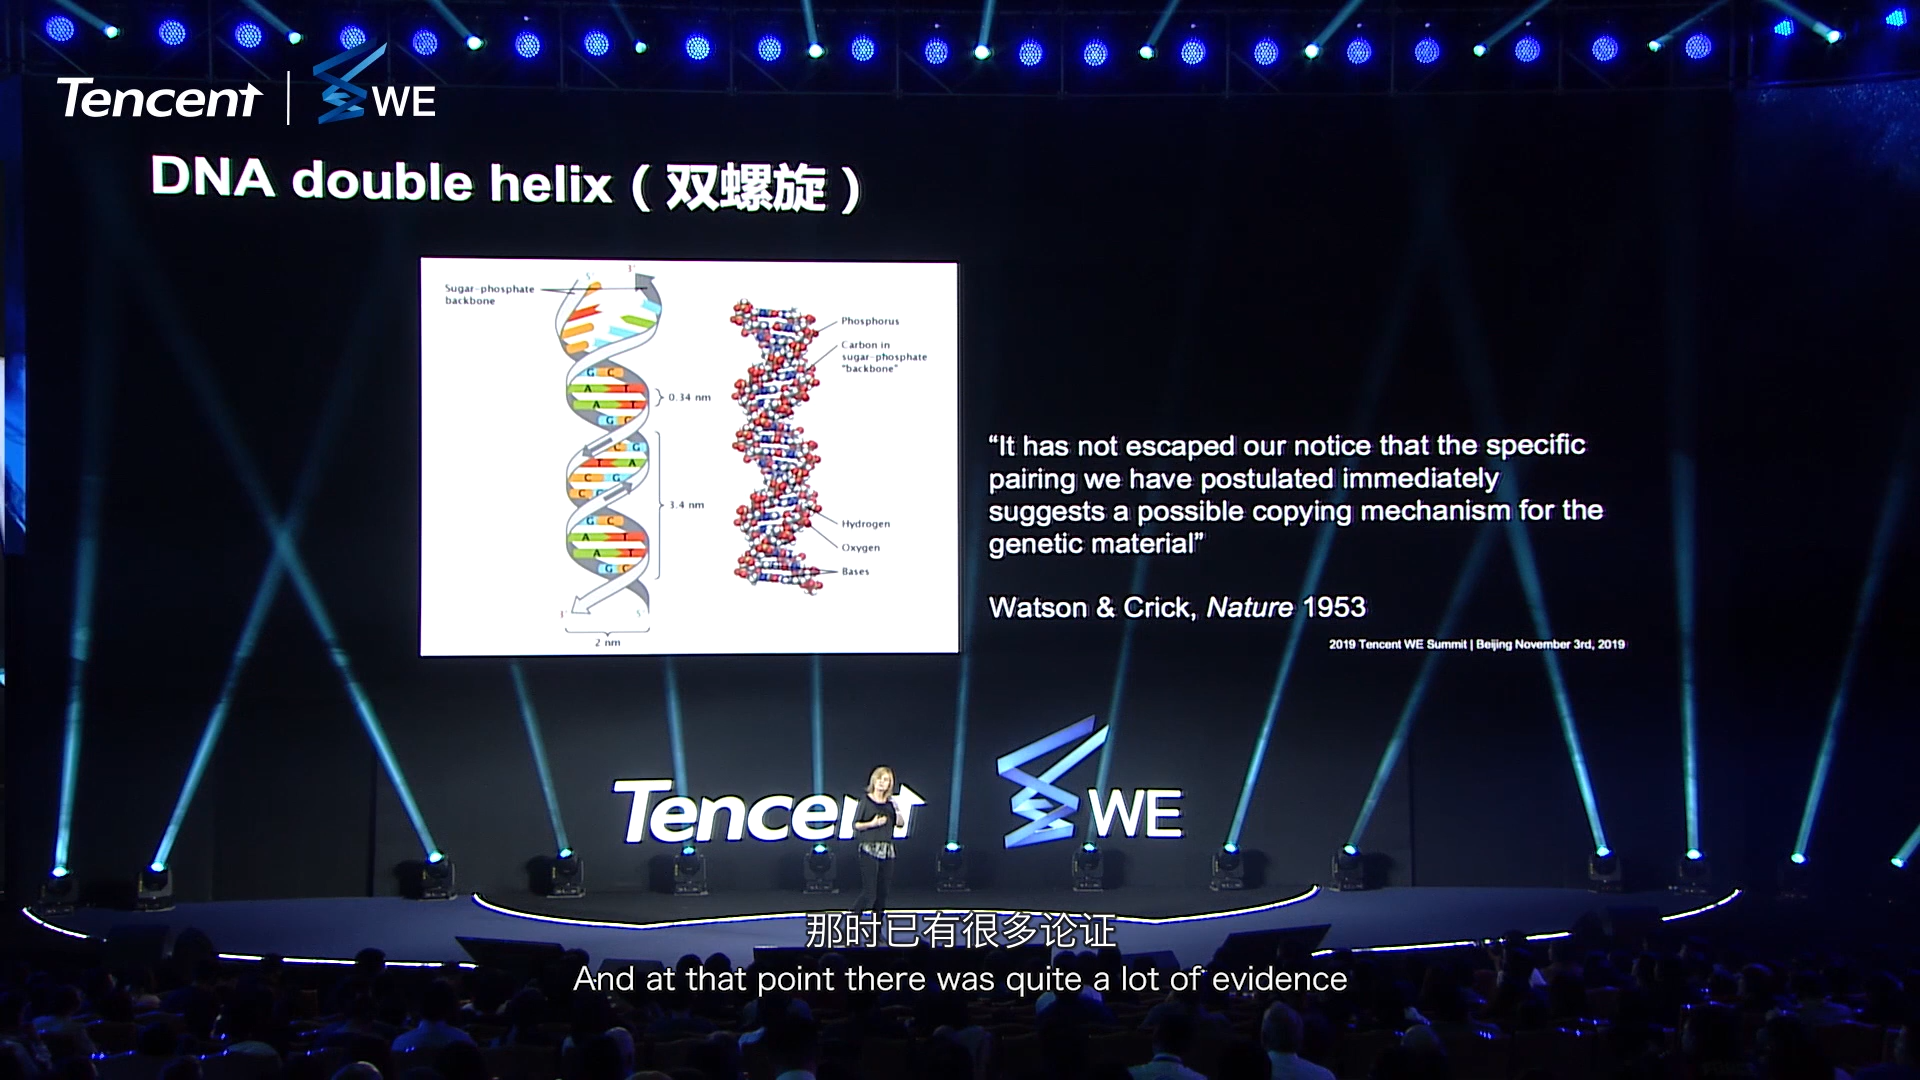 Tencent | WE
DNA double helix（双螺旋）
5' 3'
Sugar-phosphate
backbone
Phosphorus
Carbon in
sugar-phosphate
"backbone"
G C
A T
0.34 nm
A T
G C
C G
T A
C G
3.4 nm
C G
G C
Hydrogen
A T
Oxygen
A T
G C
Bases
3' 5'
2 nm
“It has not escaped our notice that the specific
pairing we have postulated immediately
suggests a possible copying mechanism for the
genetic material”
Watson & Crick, Nature 1953
2019 Tencent WE Summit | Beijing November 3rd, 2019
Tencent WE
那时已有很多论证
And at that point there was quite a lot of evidence